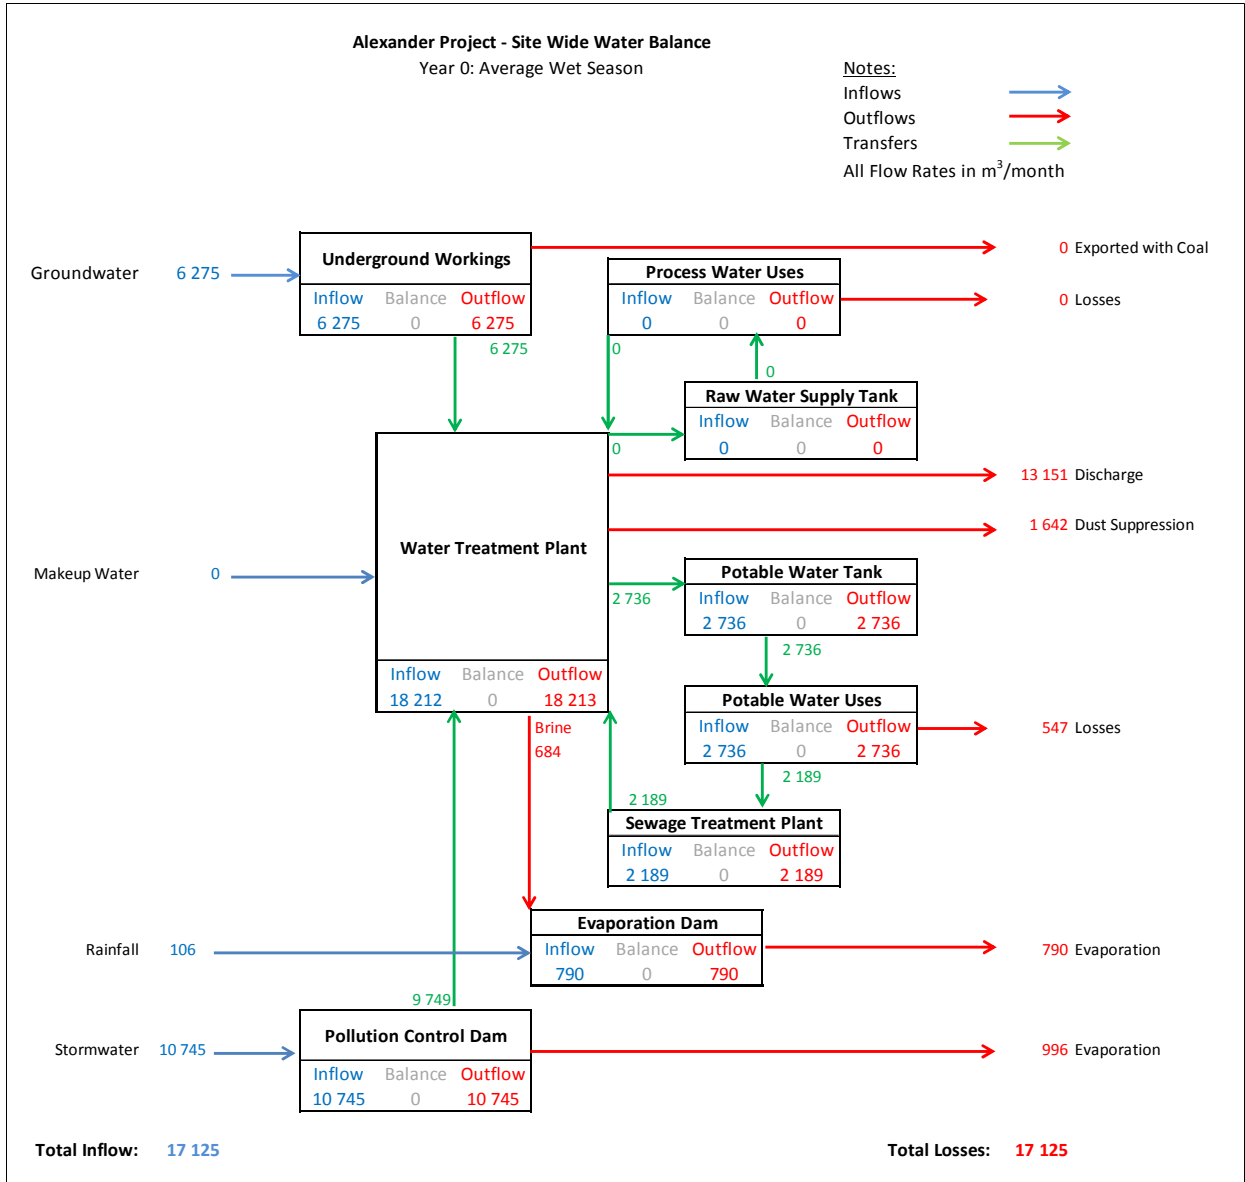 Alexander Project - Site Wide Water Balance
Year 0: Average Wet Season
Notes:
Inflows
Outflows
Transfers
All Flow Rates in m³/month
Underground Workings
0 Exported with Coal
Groundwater 6 275
Process Water Uses
Inflow Balance Outflow
6 275 0 6 275
Inflow Balance Outflow
0 0 0
0 Losses
6 275
0
0
Raw Water Supply Tank
Inflow Balance Outflow
0 0 0
0
13 151 Discharge
1 642 Dust Suppression
Water Treatment Plant
Makeup Water 0
Potable Water Tank
2 736
Inflow Balance Outflow
2 736 0 2 736
2 736
Inflow Balance Outflow
18 212 0 18 213
Potable Water Uses
Inflow Balance Outflow
2 736 0 2 736
547 Losses
Brine
684
2 189
2 189
Sewage Treatment Plant
Inflow Balance Outflow
2 189 0 2 189
Evaporation Dam
Rainfall 106
Inflow Balance Outflow
790 0 790
790 Evaporation
9 749
Pollution Control Dam
Stormwater 10 745
996 Evaporation
Inflow Balance Outflow
10 745 0 10 745
Total Inflow: 17 125
Total Losses: 17 125